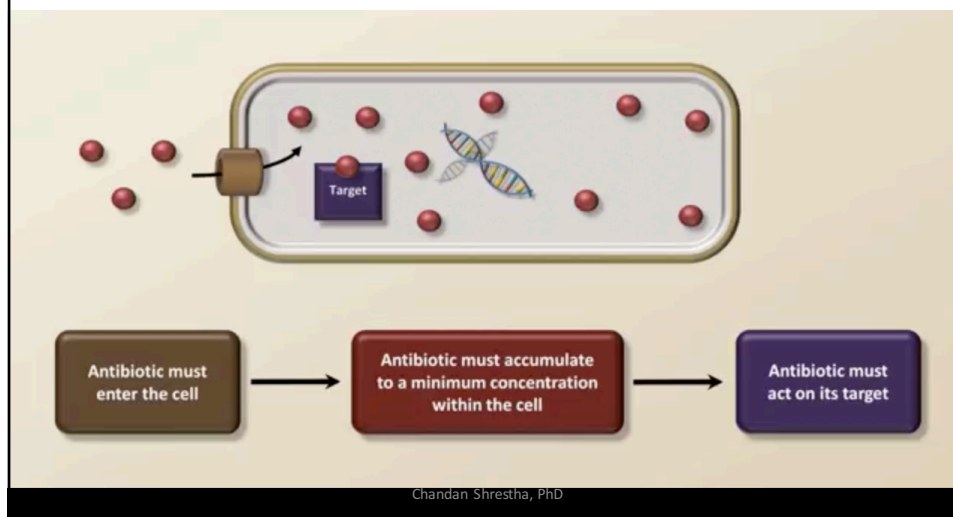 Target
Antibiotic must
enter the cell
Antibiotic must accumulate
to a minimum concentration
within the cell
Antibiotic must
act on its target
Chandan Shrestha, PhD